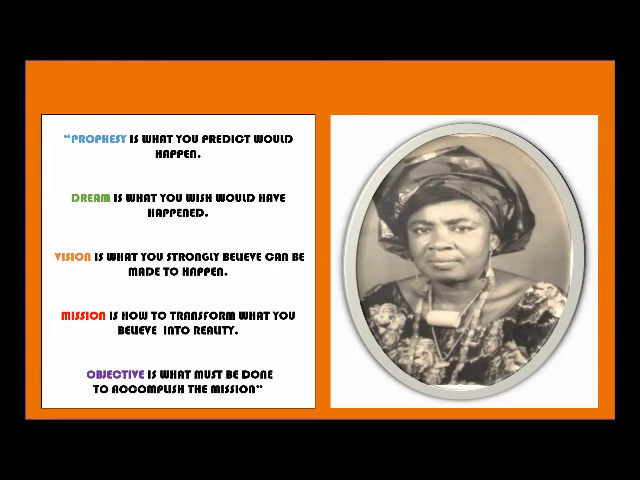 "PROPHESY IS WHAT YOU PREDICT WOULD
HAPPEN.
DREAM IS WHAT YOU WISH WOULD HAVE
HAPPENED.
VISION IS WHAT YOU STRONGLY BELIEVE CAN BE
MADE TO HAPPEN.
MISSION IS HOW TO TRANSFORM WHAT YOU
BELIEVE INTO REALITY.
OBJECTIVE IS WHAT MUST BE DONE
TO ACCOMPLISH THE MISSION"